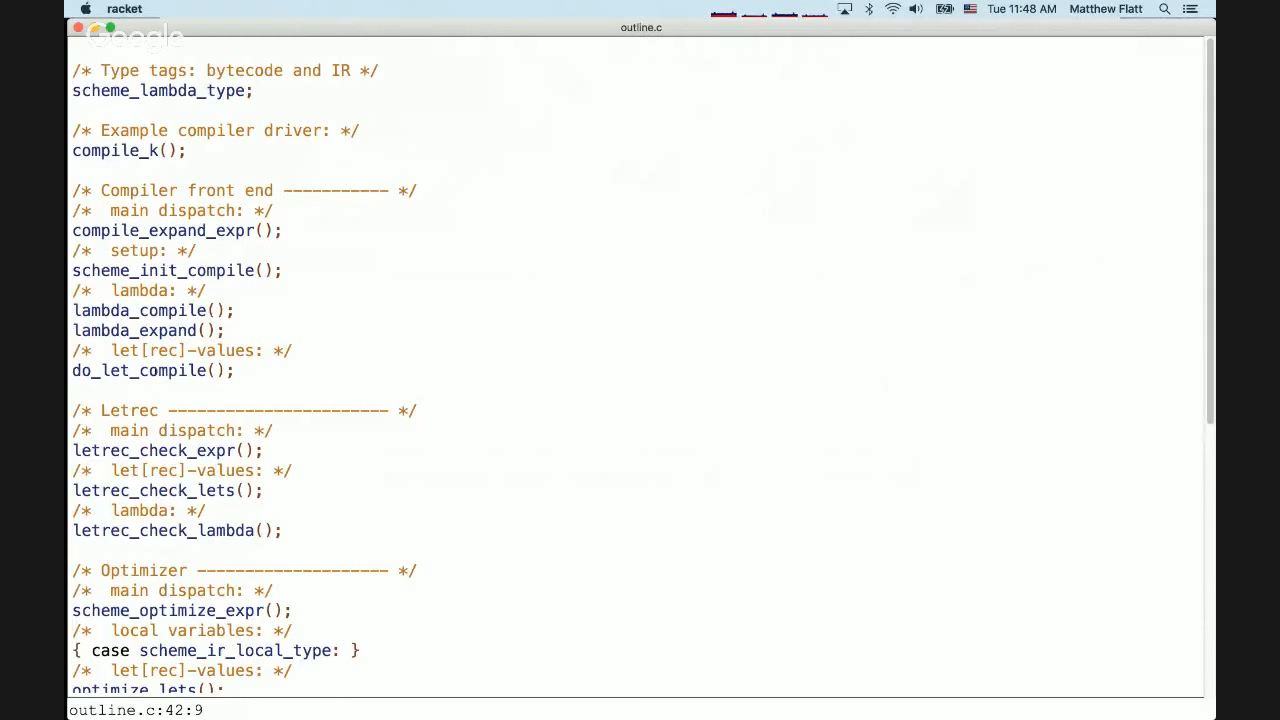 racket Tue 11:48 AM Matthew Flatt
outline.c
Google
/* Type tags: bytecode and IR */
scheme_lambda_type;
/* Example compiler driver: */
compile_k();
/* Compiler front end ----------- */
/*  main dispatch: */
compile_expand_expr();
/*  setup: */
scheme_init_compile();
/*  lambda: */
lambda_compile();
lambda_expand();
/*  let[rec]-values: */
do_let_compile();
/* Letrec ----------------------- */
/*  main dispatch: */
letrec_check_expr();
/*  let[rec]-values: */
letrec_check_lets();
/*  lambda: */
letrec_check_lambda();
/* Optimizer -------------------- */
/*  main dispatch: */
scheme_optimize_expr();
/*  local variables: */
{ case scheme_ir_local_type: }
/*  let[rec]-values: */
optimize_lets();
outline.c:42:9